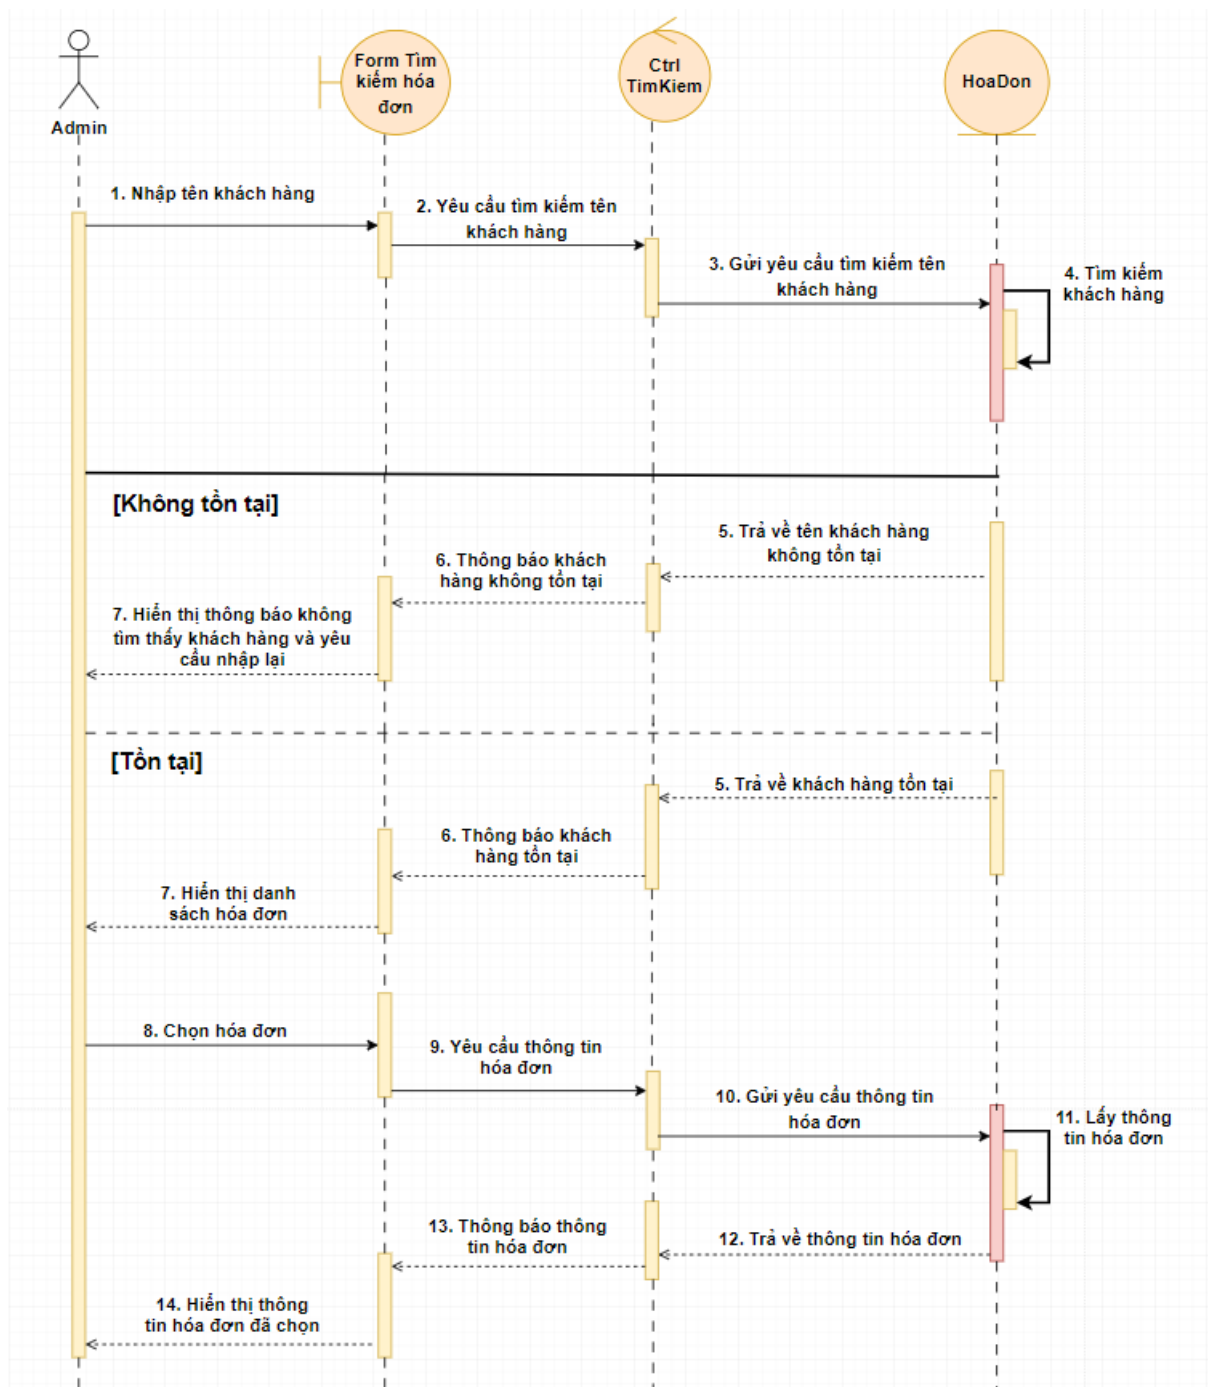 Form Tìm
kiếm hóa
đơn
Ctrl
TimKiem
HoaDon
Admin
1. Nhập tên khách hàng
2. Yêu cầu tìm kiếm tên
khách hàng
3. Gửi yêu cầu tìm kiếm tên
khách hàng
4. Tìm kiếm
khách hàng
[Không tồn tại]
5. Trả về tên khách hàng
không tồn tại
6. Thông báo khách
hàng không tồn tại
7. Hiển thị thông báo không
tìm thấy khách hàng và yêu
cầu nhập lại
[Tồn tại]
5. Trả về khách hàng tồn tại
6. Thông báo khách
hàng tồn tại
7. Hiển thị danh
sách hóa đơn
8. Chọn hóa đơn
9. Yêu cầu thông tin
hóa đơn
10. Gửi yêu cầu thông tin
hóa đơn
11. Lấy thông
tin hóa đơn
12. Trả về thông tin hóa đơn
13. Thông báo thông
tin hóa đơn
14. Hiển thị thông
tin hóa đơn đã chọn